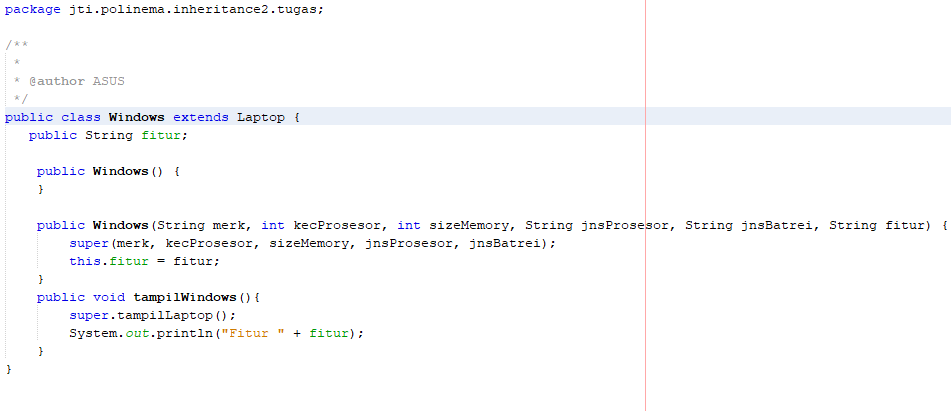 package jti.polinema.inheritance2.tugas;
/**
 *
 * @author ASUS
 */
public class Windows extends Laptop {
   public String fitur;
    public Windows() {
    }
    public Windows(String merk, int kecProsesor, int sizeMemory, String jnsProsesor, String jnsBatrei, String fitur) {
        super(merk, kecProsesor, sizeMemory, jnsProsesor, jnsBatrei);
        this.fitur = fitur;
    }
    public void tampilWindows(){
        super.tampilLaptop();
        System.out.println("Fitur " + fitur);
    }
}